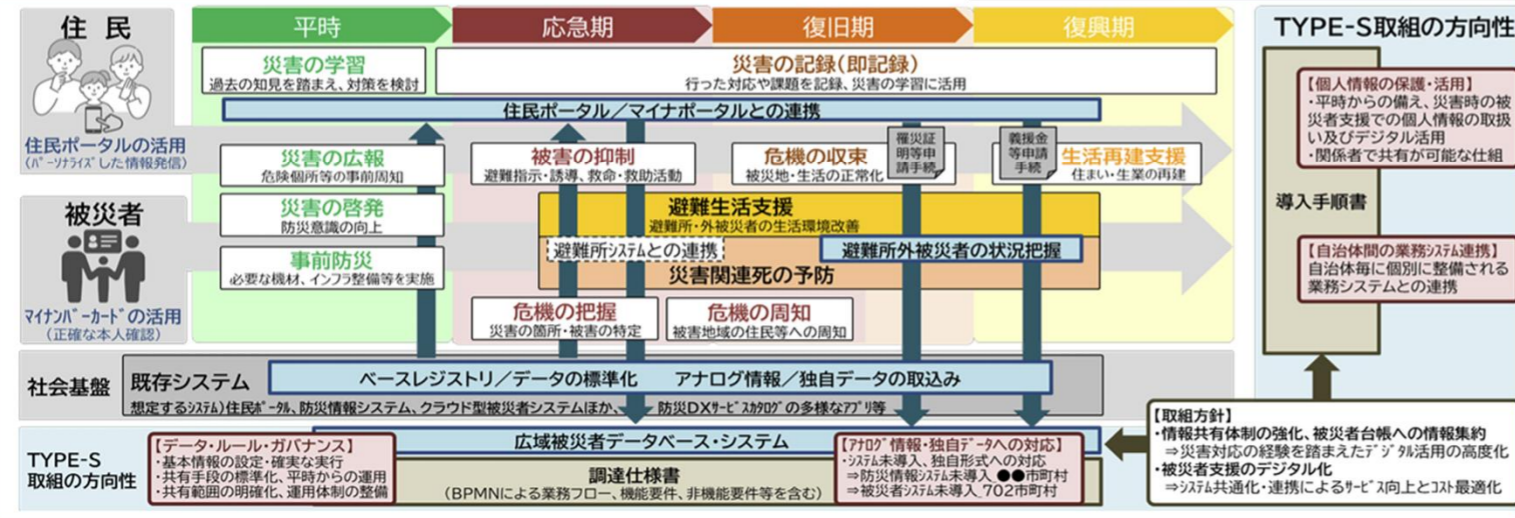 住 民
平時
応急期
復旧期
復興期
TYPE-S取組の方向性
災害の学習
過去の知見を踏まえ、対策を検討
災害の記録(即記録)
行った対応や課題を記録、災害の学習に活用
住民ポータル／マイナポータルとの連携
住民ポータルの活用
(ﾊﾟｰｿﾅﾗｲｽﾞした情報発信)
災害の広報
危険個所等の事前周知
被害の抑制
避難指示・誘導、救命・救助活動
危機の収束
被災地・生活の正常化
罹災証
明等申
請手続
義援金
等申請
手続
生活再建支援
住まい・生業の再建
【個人情報の保護・活用】
・平時からの備え、災害時の被
災者支援での個人情報の取扱
い及びデジタル活用
・関係者で共有が可能な仕組
導入手順書
被災者
災害の啓発
防災意識の向上
避難生活支援
避難所・外被災者の生活環境改善
避難所ｼｽﾃﾑとの連携
避難所外被災者の状況把握
事前防災
必要な機材、ｲﾝﾌﾗ整備等を実施
災害関連死の予防
【自治体間の業務ｼｽﾃﾑ連携】
自治体毎に個別に整備される
業務システムとの連携
ﾏｲﾅﾝﾊﾞｰｶｰﾄﾞの活用
(正確な本人確認)
危機の把握
災害の箇所・被害の特定
危機の周知
被害地域の住民等への周知
社会基盤
既存システム
ベースレジストリ／データの標準化
アナログ情報／独自データの取込み
想定するｼｽﾃﾑ)住民ﾎﾟｰﾀﾙ、防災情報システム、クラウド型被災者システムほか、
防災DXｻｰﾋﾞｽｶﾀﾛｸﾞの多様なｱﾌﾟﾘ等
TYPE-S
取組の方向性
【データ・ルール・ガバナンス】
・基本情報の設定・確実な実行
・共有手段の標準化、平時からの運用
・共有範囲の明確化、運用体制の整備
広域被災者データベース・システム
調達仕様書
(BPMNによる業務フロー、機能要件、非機能要件等を含む)
【ｱﾅﾛｸﾞ情報・独自ﾃﾞｰﾀへの対応】
・ｼｽﾃﾑ未導入、独自形式への対応
⇒防災情報ｼｽﾃﾑ未導入_●●市町村
⇒被災者ｼｽﾃﾑ未導入_702市町村
【取組方針】
・情報共有体制の強化、被災者台帳への情報集約
⇒災害対応の経験を踏まえたﾃﾞｼﾞﾀﾙ活用の高度化
・被災者支援のデジタル化
⇒ｼｽﾃﾑ共通化・連携によるｻｰﾋﾞｽ向上とｺｽﾄ最適化